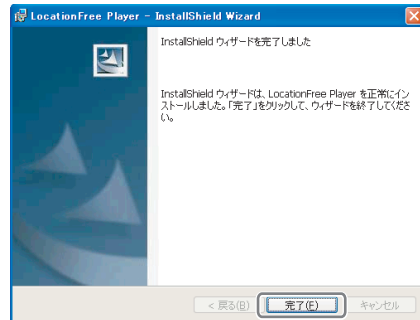 LocationFree Player - InstallShield Wizard
InstallShield ウィザードを完了しました
InstallShield ウィザードは、LocationFree Player を正常にイン
ストールしました。「完了」をクリックして、ウィザードを終了してくださ
い。
< 戻る(B)
完了(F)
キャンセル